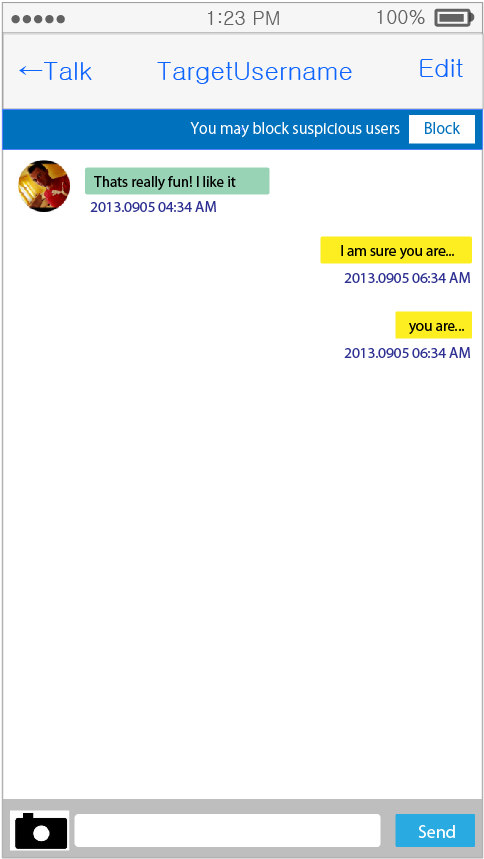 1:23 PM 100%
←Talk TargetUsername Edit
You may block suspicious users Block
Thats really fun! I like it
2013.0905 04:34 AM
I am sure you are...
2013.0905 06:34 AM
you are...
2013.0905 06:34 AM
Send